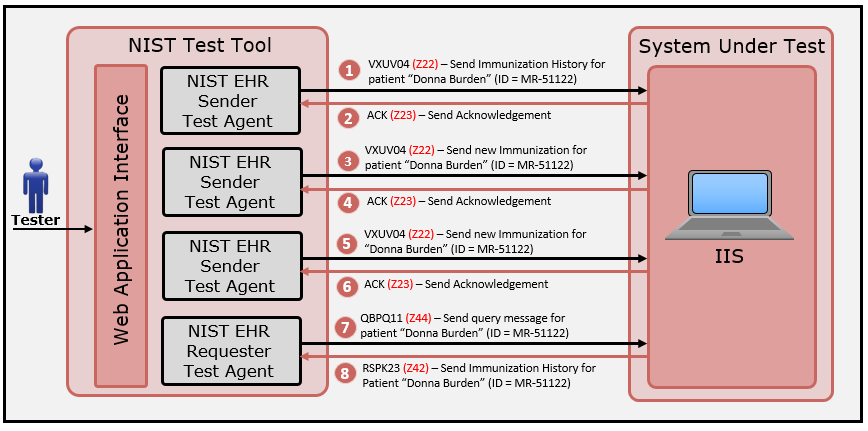 NIST Test Tool
System Under Test
Tester
Web Application Interface
NIST EHR
Sender
Test Agent
1 VXUV04 (Z22) – Send Immunization History for
patient “Donna Burden” (ID = MR-51122)
2 ACK (Z23) – Send Acknowledgement
NIST EHR
Sender
Test Agent
3 VXUV04 (Z22) – Send new Immunization for
patient “Donna Burden” (ID = MR-51122)
4 ACK (Z23) – Send Acknowledgement
NIST EHR
Sender
Test Agent
5 VXUV04 (Z22) – Send new Immunization for
“Donna Burden” (ID = MR-51122)
6 ACK (Z23) – Send Acknowledgement
NIST EHR
Requester
Test Agent
7 QBPQ11 (Z44) – Send query message for
patient “Donna Burden” (ID = MR-51122)
8 RSPK23 (Z42) – Send Immunization History for
Patient “Donna Burden” (ID = MR-51122)
IIS